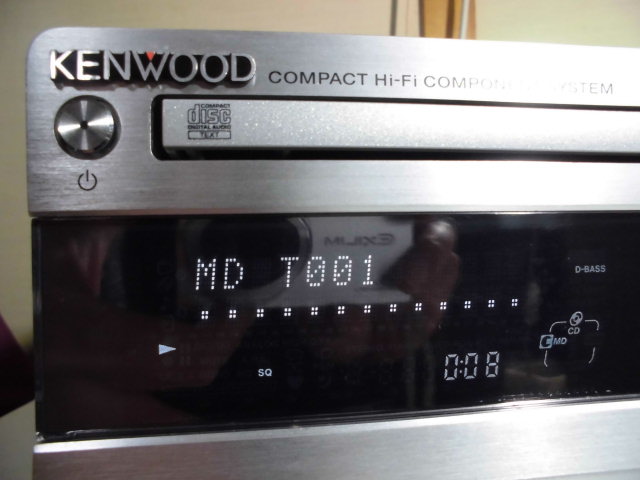 KENWOOD COMPACT Hi-Fi COMPONENT SYSTEM
COMPACT
disc
DIGITAL AUDIO
TEXT
EXILIM
MD T001
D-BASS
CD
MD
SQ
0:08